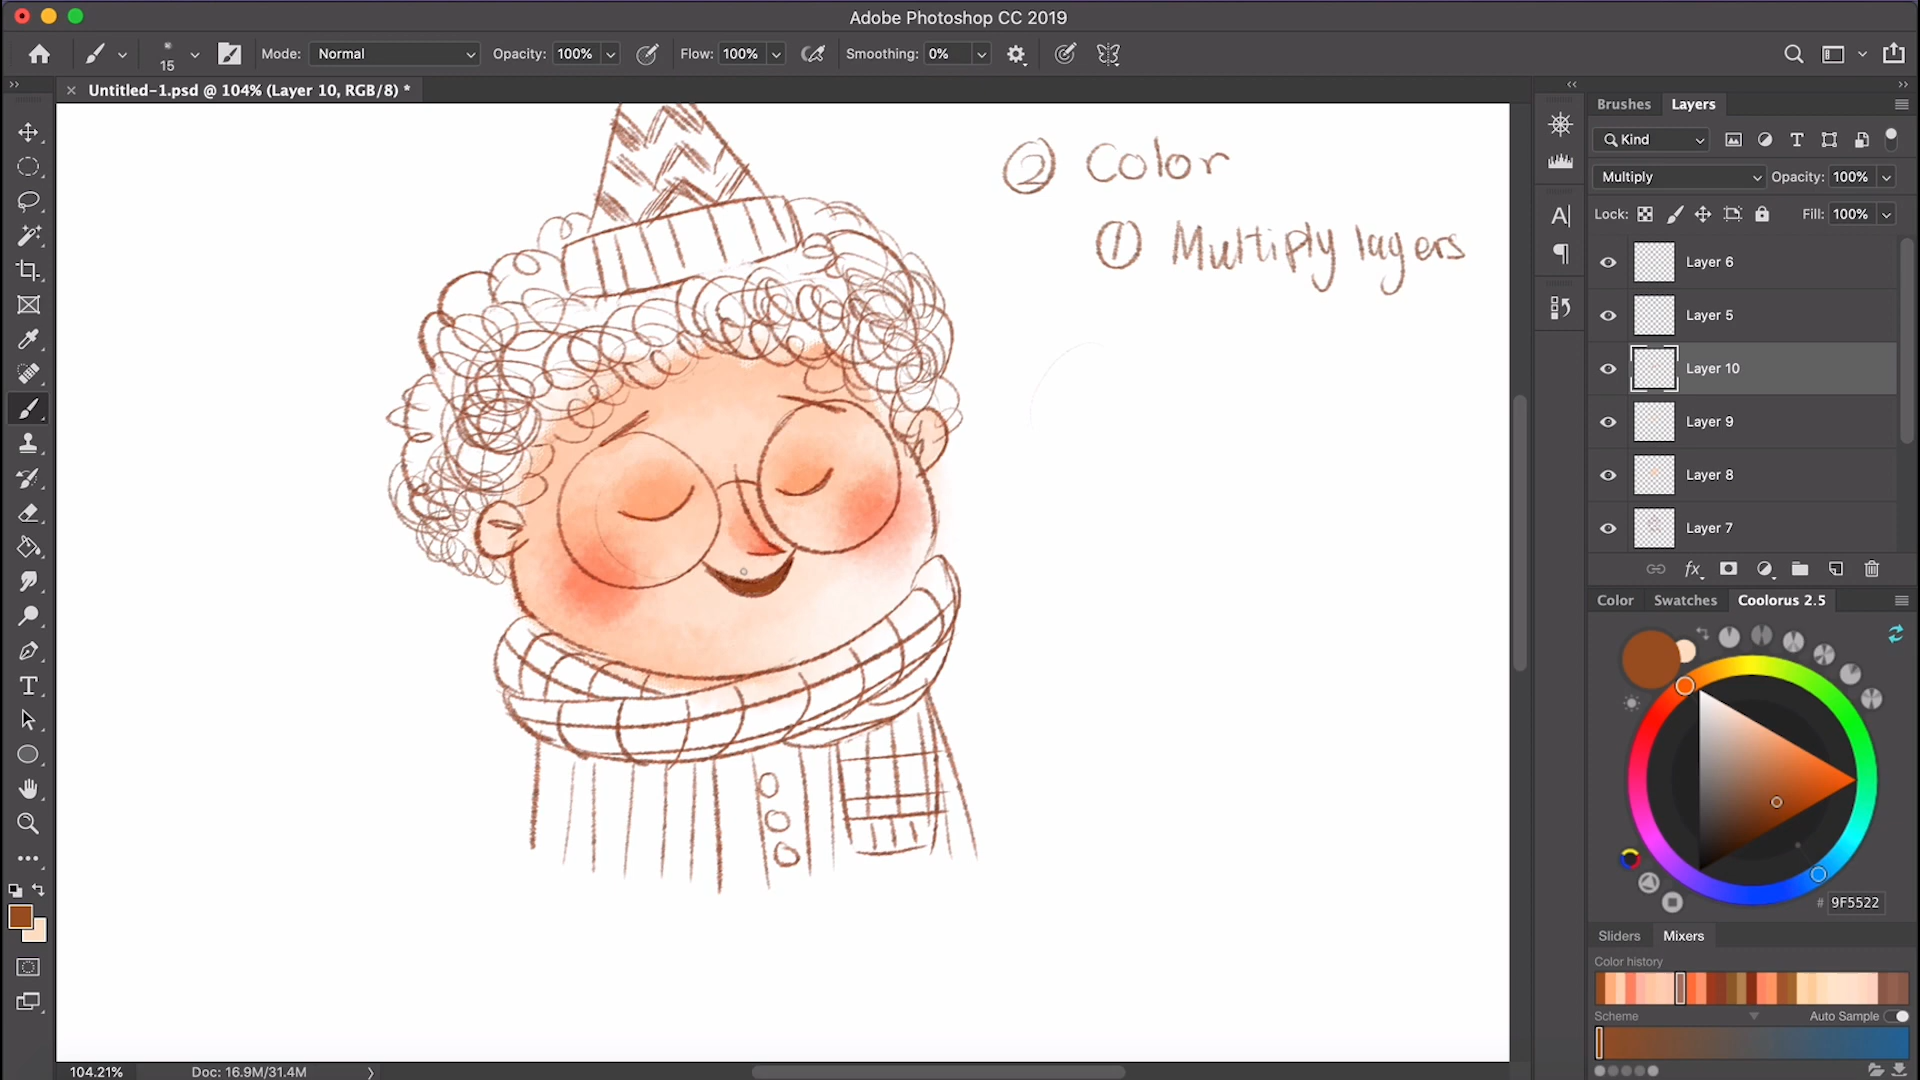 Adobe Photoshop CC 2019
15
Mode: Normal
Opacity: 100%
Flow: 100%
Smoothing: 0%
Untitled-1.psd @ 104% (Layer 10, RGB/8) *
② Color
① Multiply layers
Brushes
Layers
Kind
Multiply
Opacity: 100%
Lock:
Fill: 100%
Layer 6
Layer 5
Layer 10
Layer 9
Layer 8
Layer 7
Color
Swatches
Coolorus 2.5
# 9F5522
Sliders
Mixers
Color history
Scheme
Auto Sample
104.21%
Doc: 16.9M/31.4M